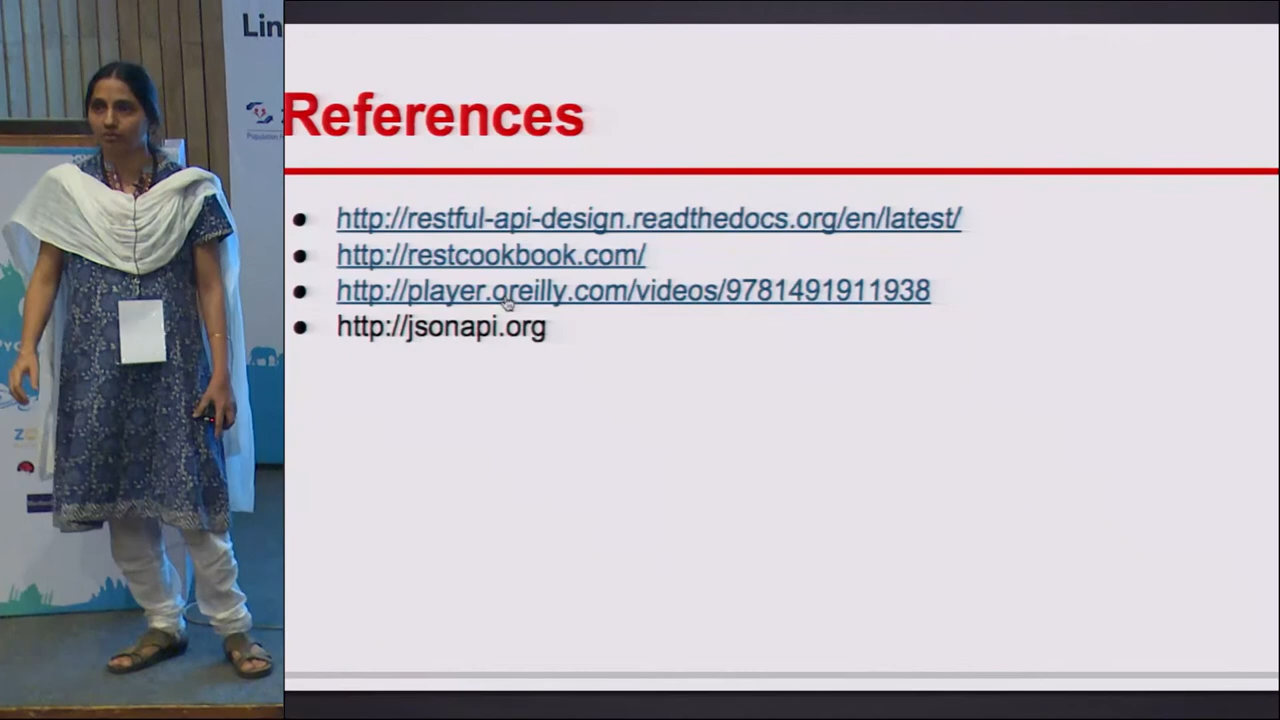 Lin
References
http://restful-api-design.readthedocs.org/en/latest/
http://restcookbook.com/
http://player.oreilly.com/videos/9781491911938
http://jsonapi.org